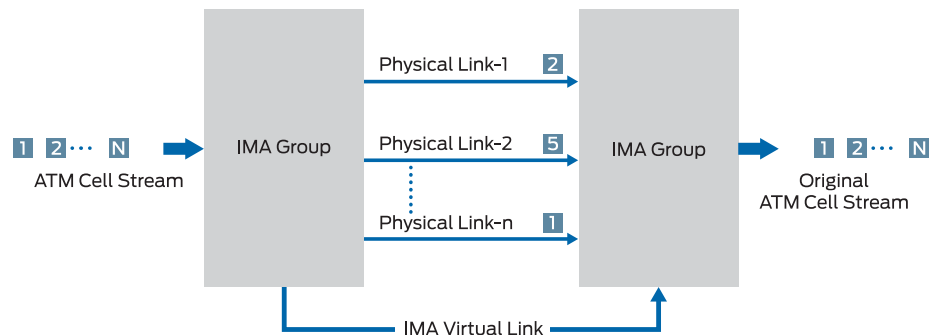 Physical Link-1 2
IMA Group
IMA Group
1 2 ··· N
Physical Link-2 5
1 2 ··· N
ATM Cell Stream
Original
ATM Cell Stream
Physical Link-n 1
IMA Virtual Link